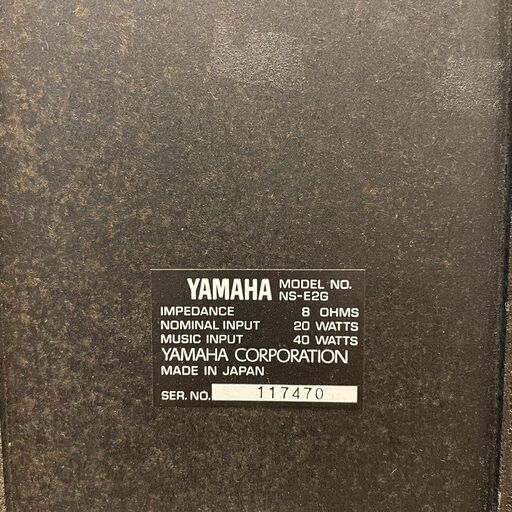 YAMAHA MODEL NO. NS-E2G
IMPEDANCE 8 OHMS
NOMINAL INPUT 20 WATTS
MUSIC INPUT 40 WATTS
YAMAHA CORPORATION
MADE IN JAPAN
SER. NO. 117470